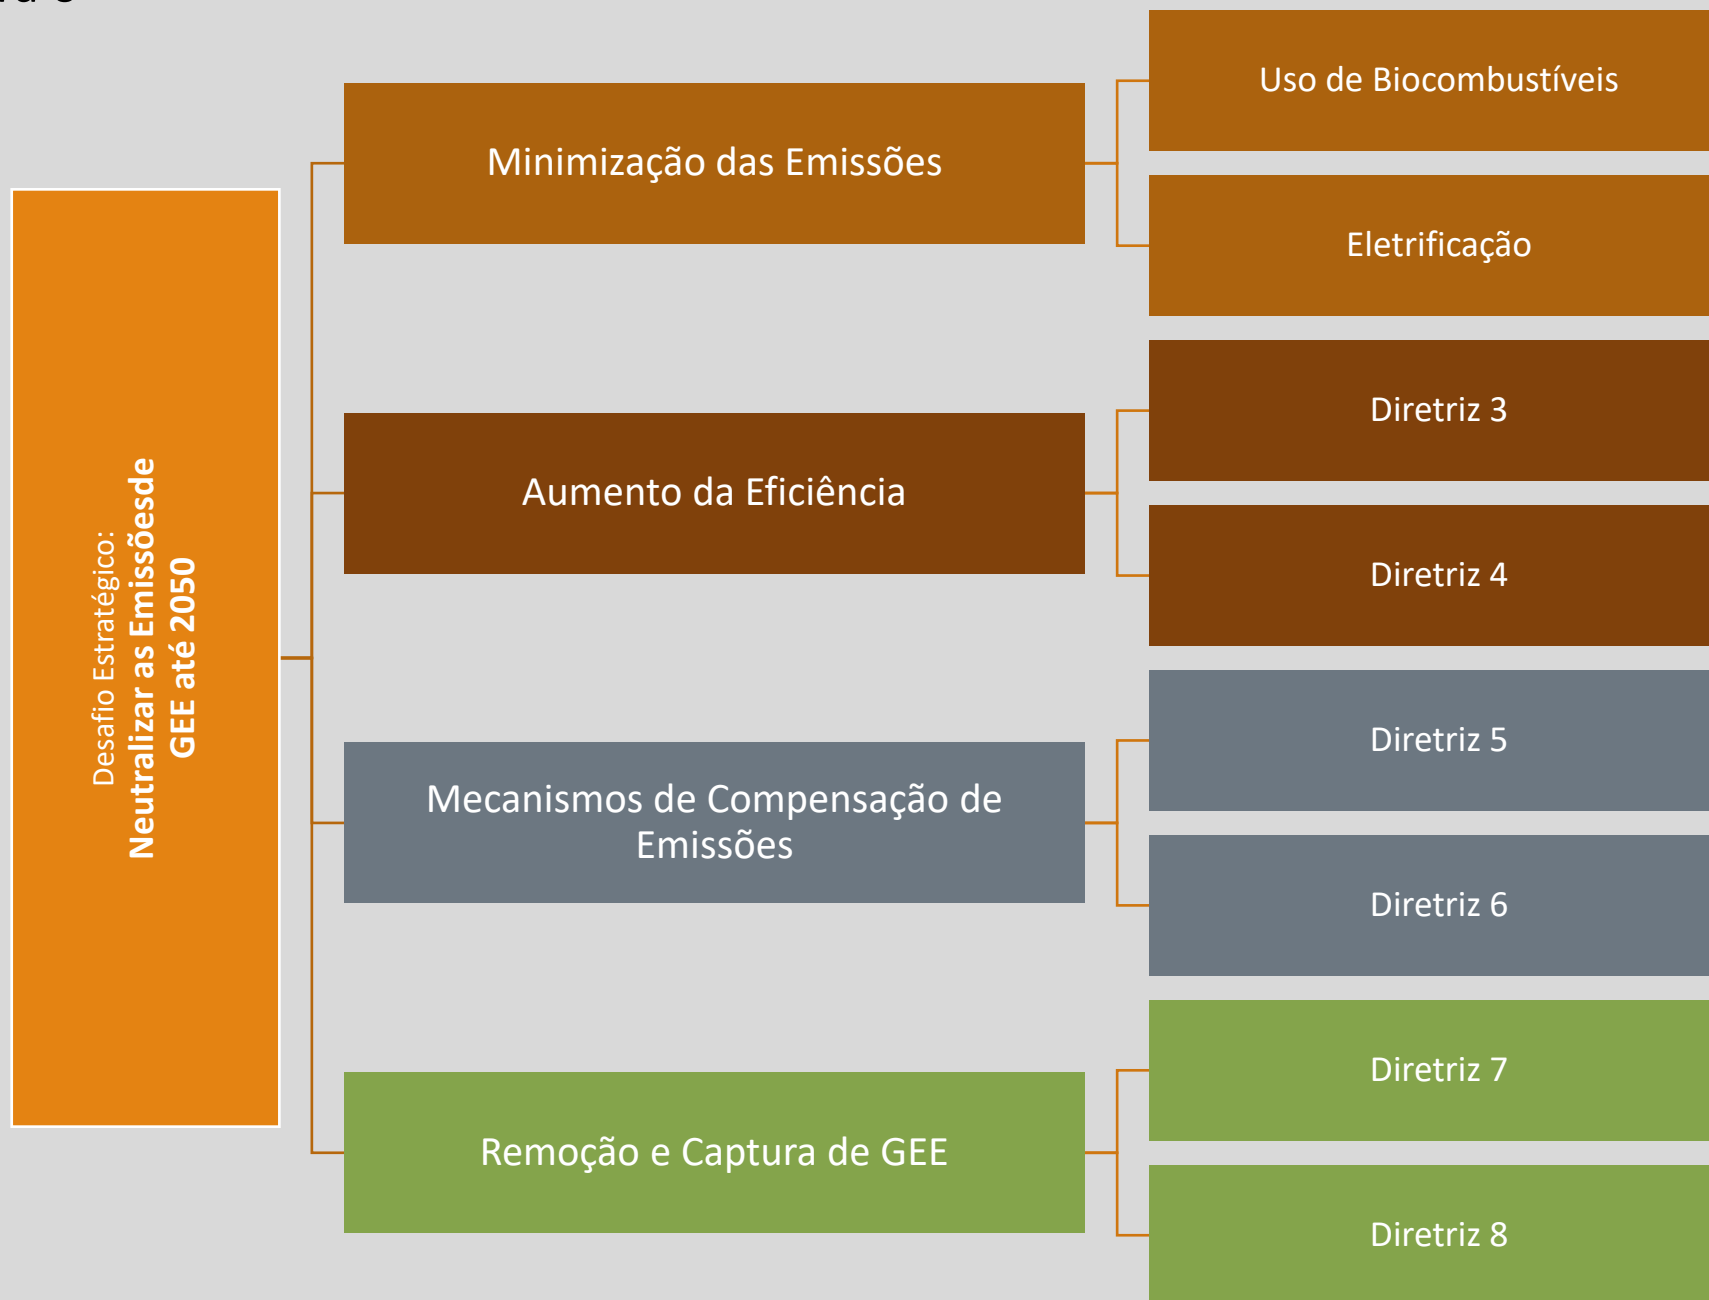 Desafio Estratégico:
Neutralizar as Emissõesde
GEE até 2050
Minimização das Emissões
Uso de Biocombustíveis
Eletrificação
Aumento da Eficiência
Diretriz 3
Diretriz 4
Mecanismos de Compensação de
Emissões
Diretriz 5
Diretriz 6
Remoção e Captura de GEE
Diretriz 7
Diretriz 8